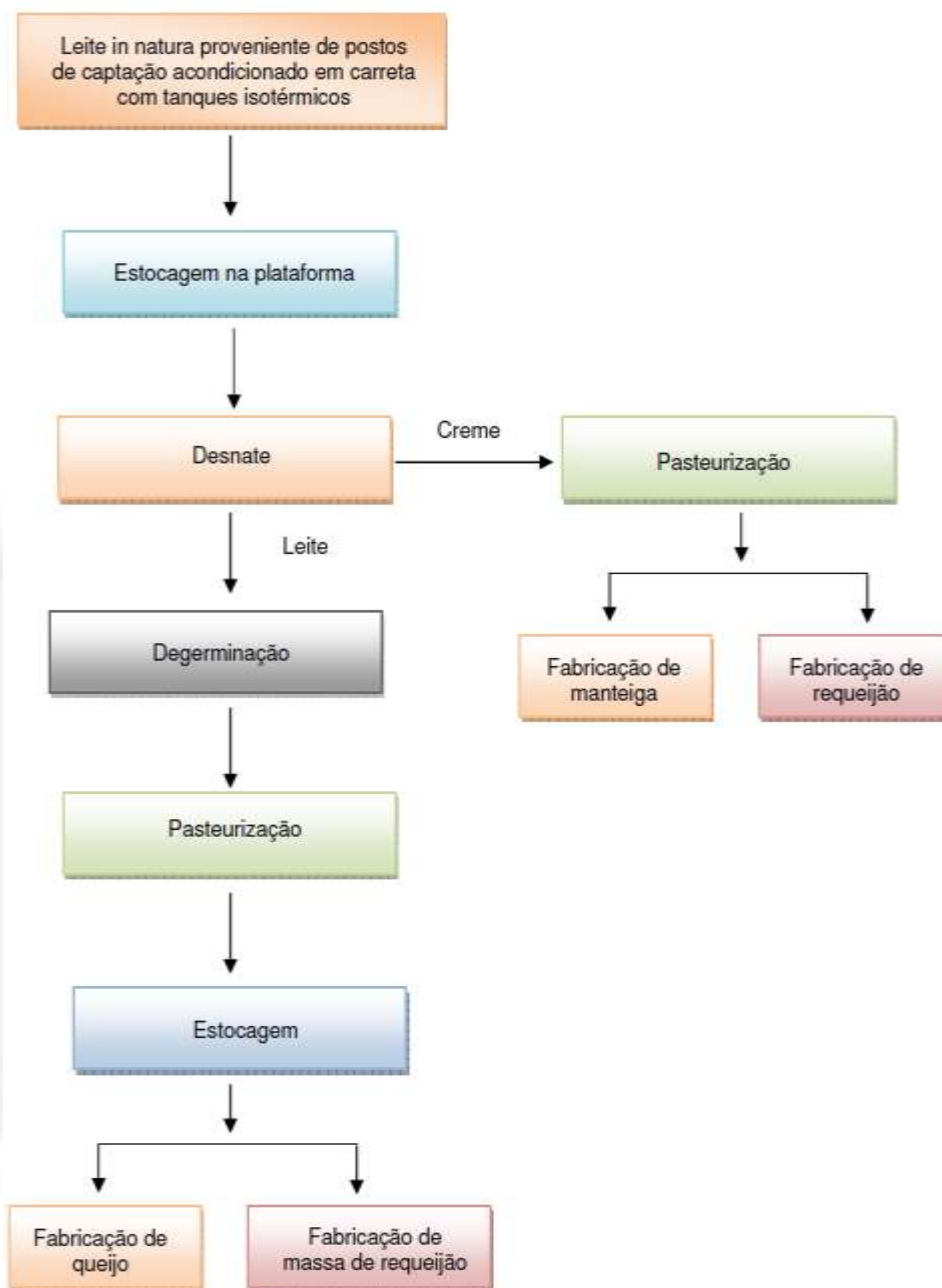 Leite in natura proveniente de postos
de captação acondicionado em carreta
com tanques isotérmicos
Estocagem na plataforma
Desnate
Creme
Pasteurização
Leite
Degerminação
Fabricação de
manteiga
Fabricação de
requeijão
Pasteurização
Estocagem
Fabricação de
queijo
Fabricação de
massa de requeijão